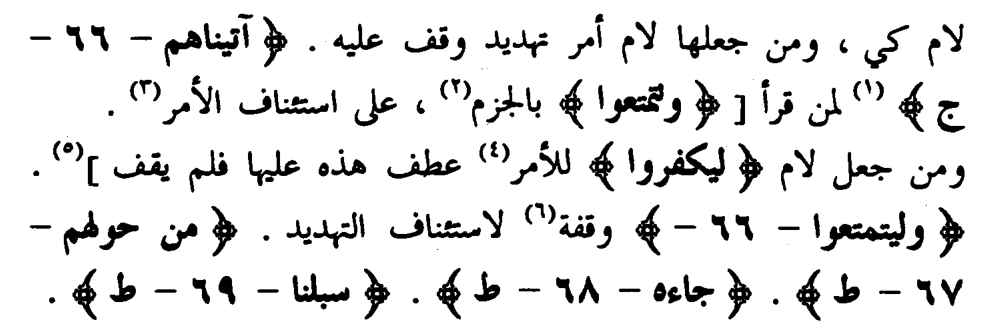 لام كي ، ومن جعلها لام أمر تهديد وقف عليه . ﴿ آتيناهم – ٦٦ –
ج ﴾ (١) لمن قرأ [ ﴿ ولتمتعوا ﴾ بالجزم(٢) ، على استئناف الأمر(٣) .
ومن جعل لام ﴿ ليكفروا ﴾ للأمر(٤) عطف هذه عليها فلم يقف ](٥) .
﴿ وليتمتعوا – ٦٦ – ﴾ وقفة(٦) لاستئناف التهديد . ﴿ من حولهم –
٦٧ – ط ﴾ . ﴿ جاءه – ٦٨ – ط ﴾ . ﴿ سبلنا – ٦٩ – ط ﴾ .